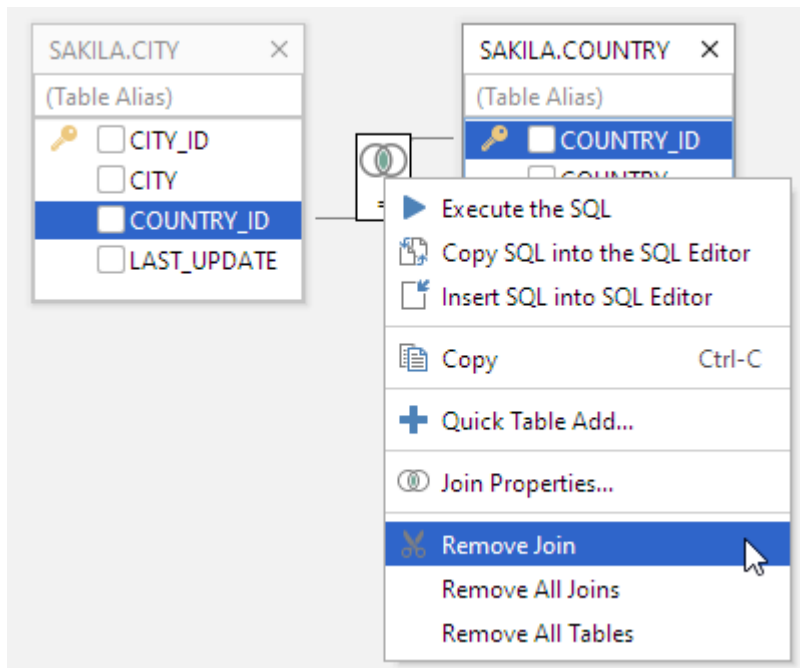 SAKILA.CITY
(Table Alias)
CITY_ID
CITY
COUNTRY_ID
LAST_UPDATE
SAKILA.COUNTRY
(Table Alias)
COUNTRY_ID
COUNTRY
=
Execute the SQL
Copy SQL into the SQL Editor
Insert SQL into SQL Editor
Copy Ctrl-C
Quick Table Add...
Join Properties...
Remove Join
Remove All Joins
Remove All Tables